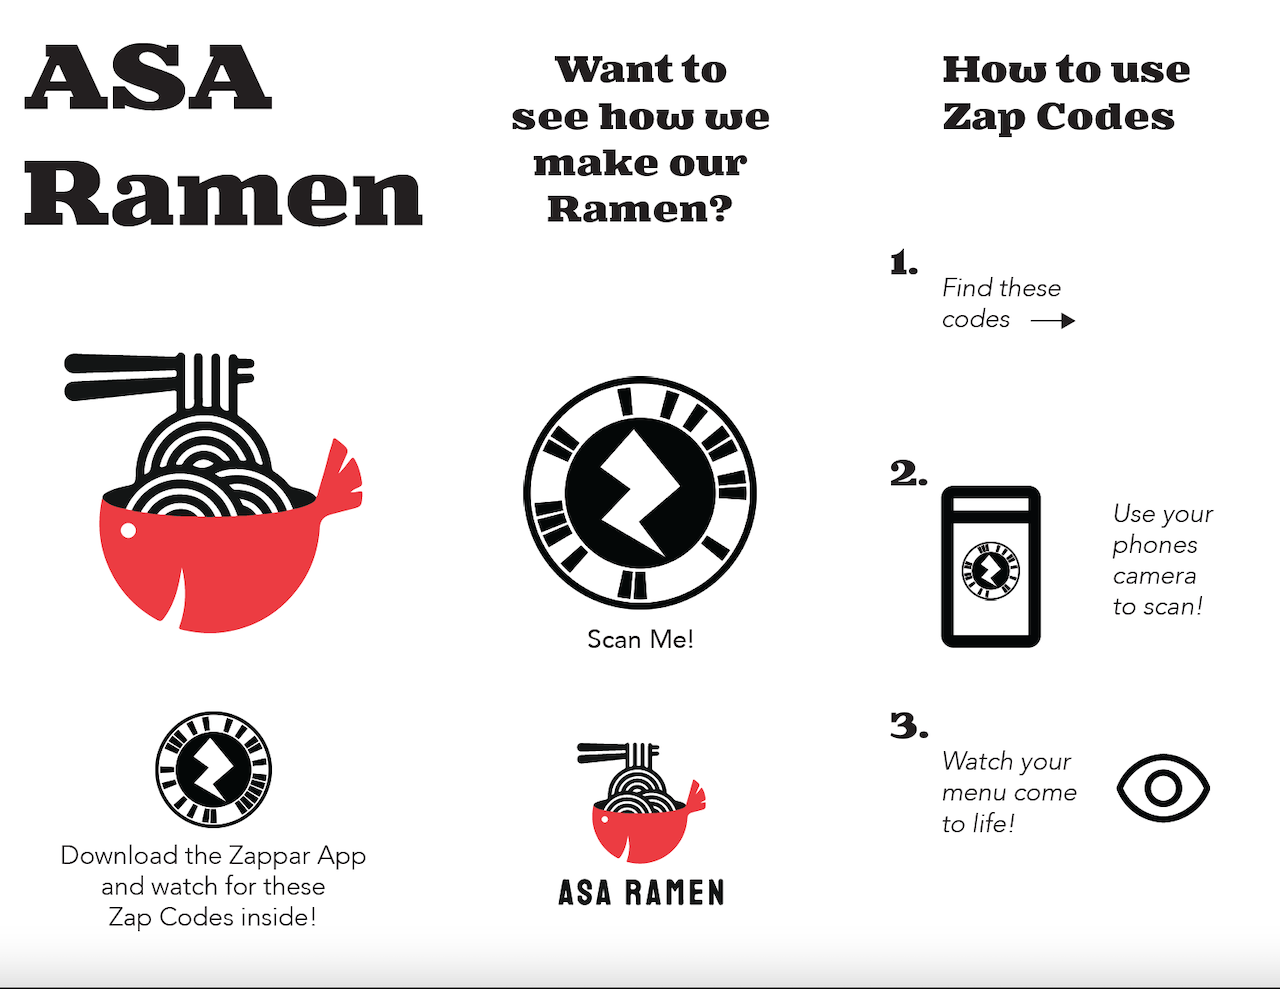 ASA
Ramen
Download the Zappar App
and watch for these
Zap Codes inside!
Want to
see how we
make our
Ramen?
Scan Me!
ASA RAMEN
How to use
Zap Codes
1.
Find these
codes
2.
Use your
phones
camera
to scan!
3.
Watch your
menu come
to life!